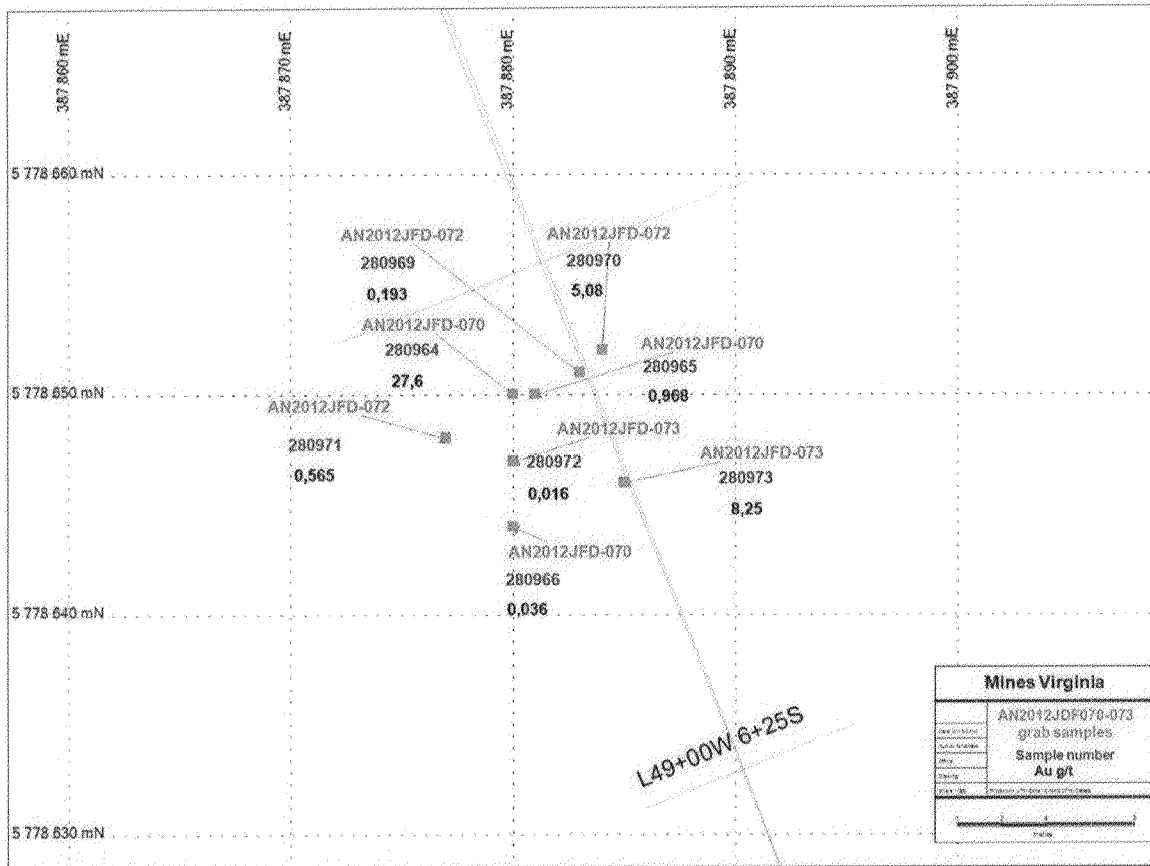 387 860 mE
387 870 mE
387 880 mE
387 890 mE
387 900 mE
5 778 660 mN
AN2012JFD-072
280969
0,193
AN2012JFD-072
280970
5,08
AN2012JFD-070
280964
27,6
AN2012JFD-070
280965
0,968
5 778 650 mN
AN2012JFD-072
280971
0,565
AN2012JFD-073
280972
0,016
AN2012JFD-073
280973
8,25
AN2012JFD-070
280966
0,036
5 778 640 mN
L49+00W 6+25S
5 778 630 mN
Mines Virginia
AN2012JDF070-073
grab samples
Sample number
Au g/t